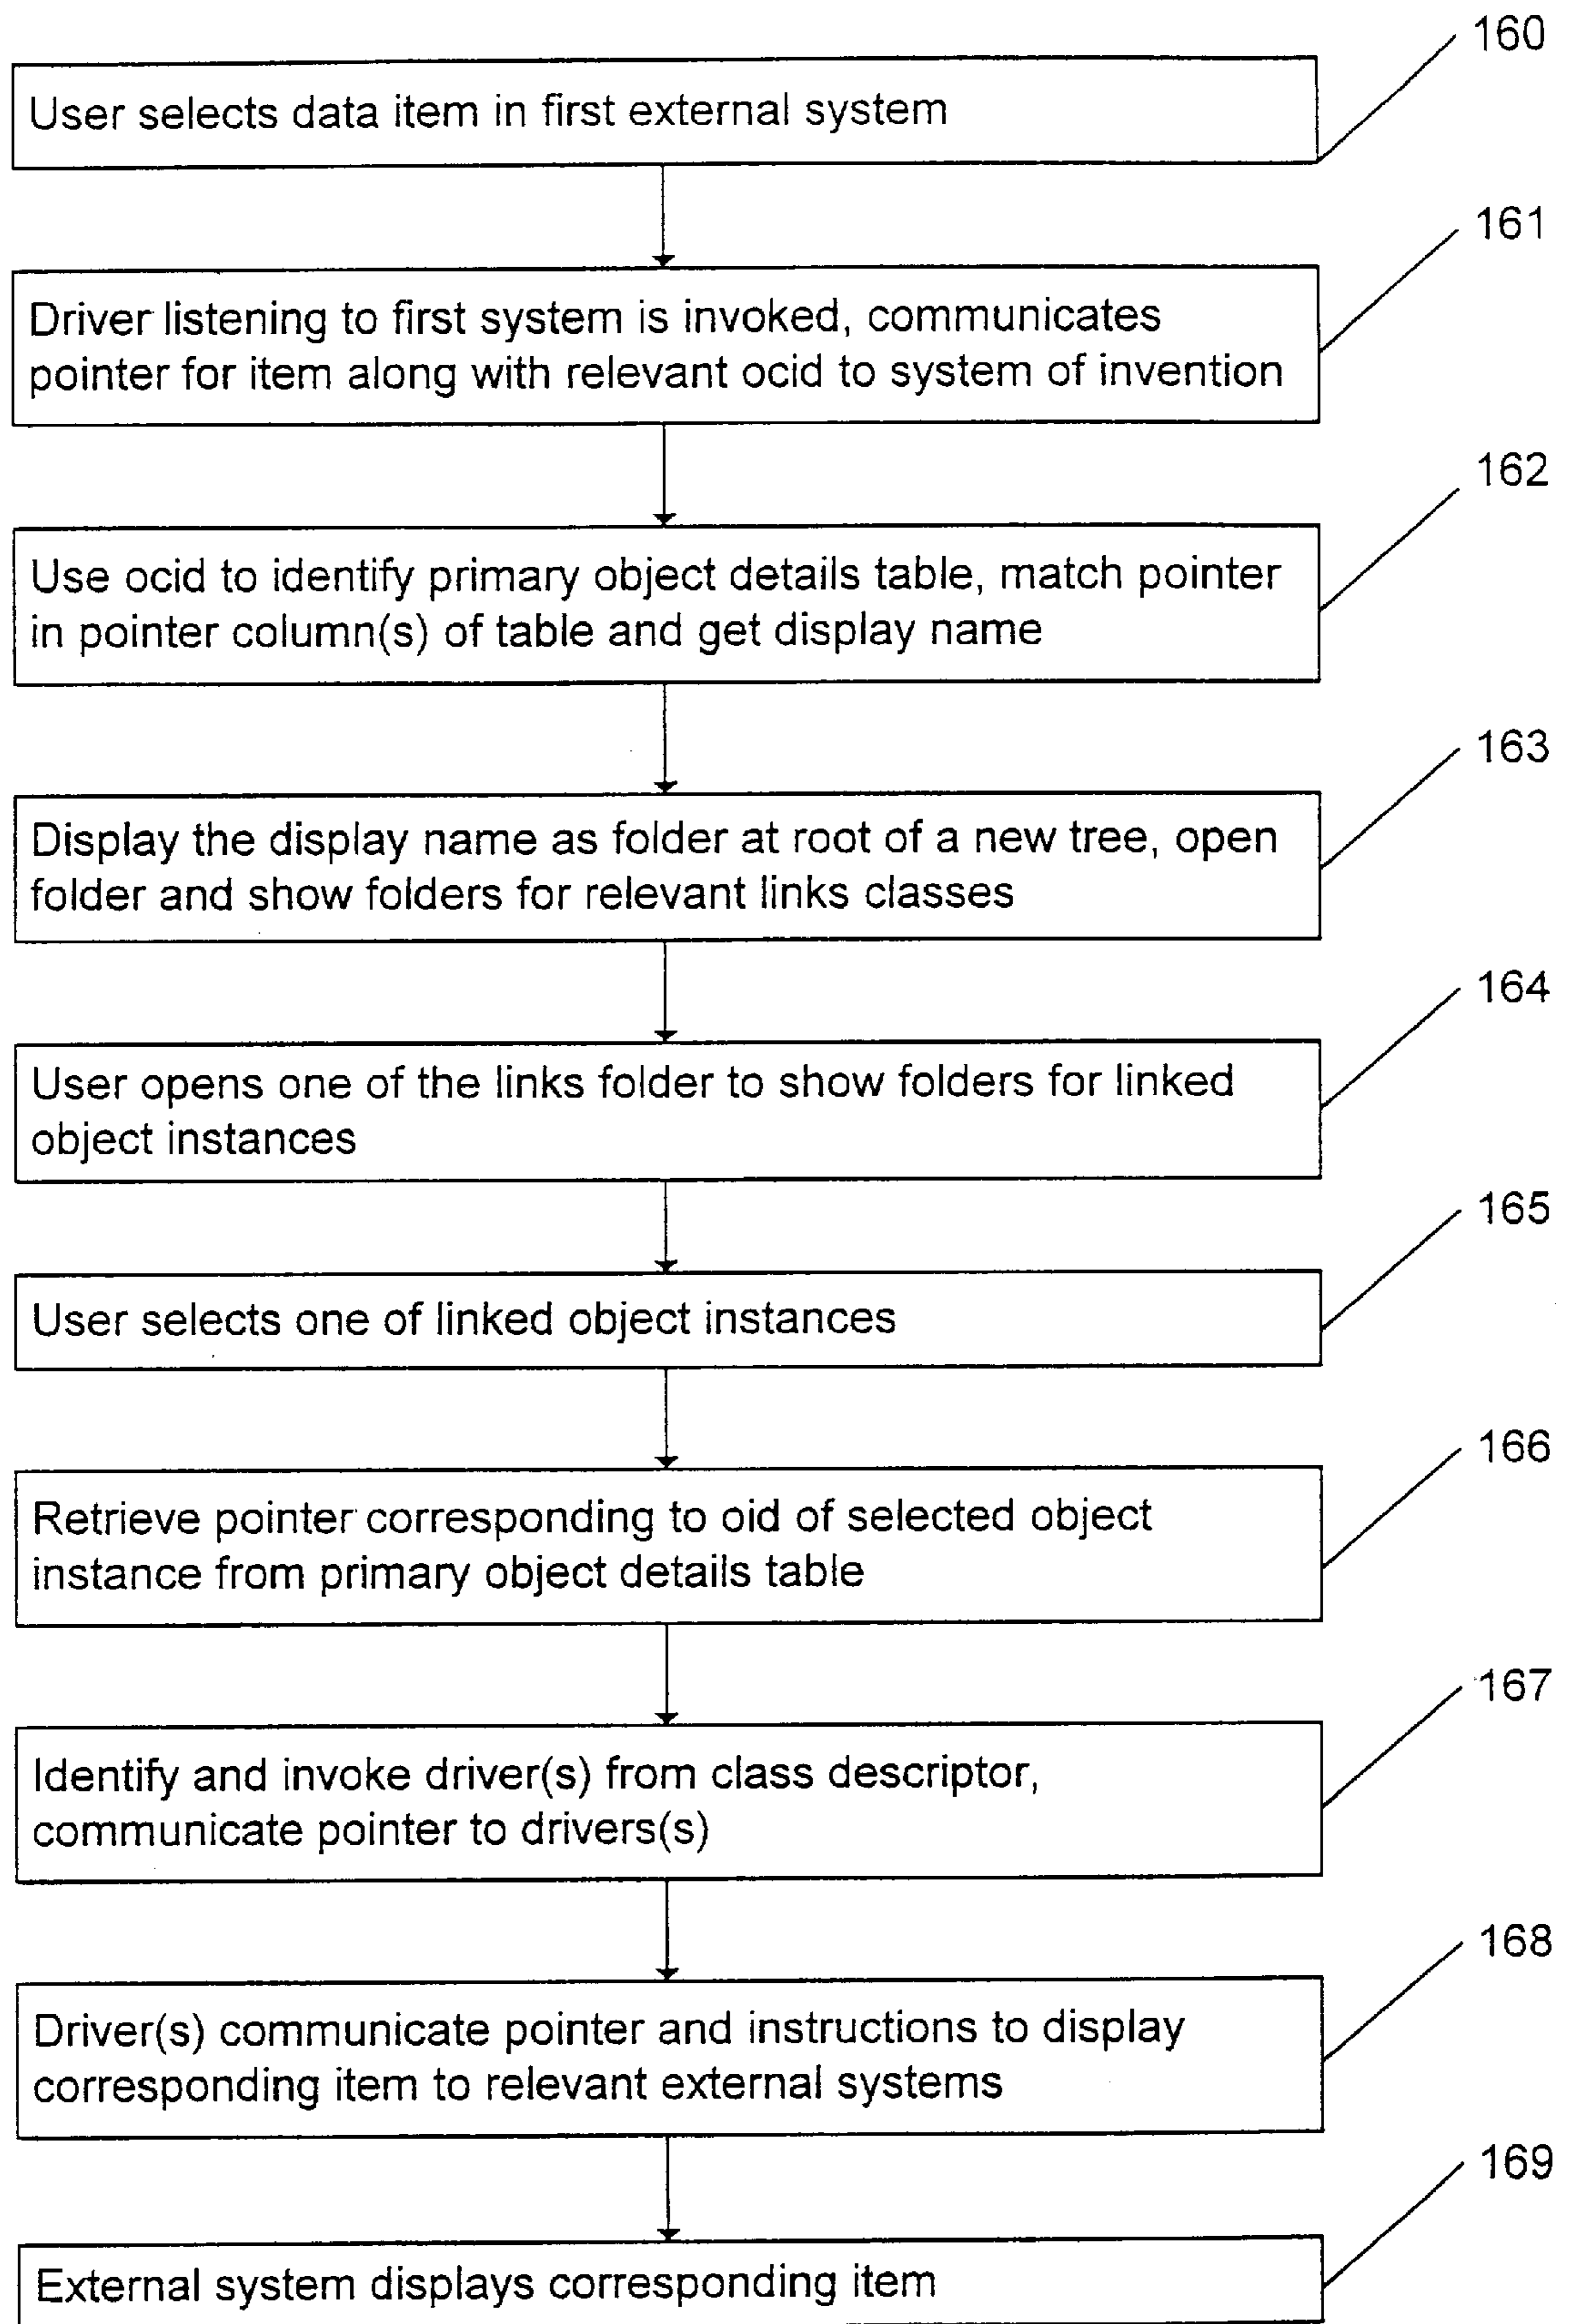 160
User selects data item in first external system
161
Driver listening to first system is invoked, communicates
pointer for item along with relevant ocid to system of invention
162
Use ocid to identify primary object details table, match pointer
in pointer column(s) of table and get display name
163
Display the display name as folder at root of a new tree, open
folder and show folders for relevant links classes
164
User opens one of the links folder to show folders for linked
object instances
165
User selects one of linked object instances
166
Retrieve pointer corresponding to oid of selected object
instance from primary object details table
167
Identify and invoke driver(s) from class descriptor,
communicate pointer to drivers(s)
168
Driver(s) communicate pointer and instructions to display
corresponding item to relevant external systems
169
External system displays corresponding item